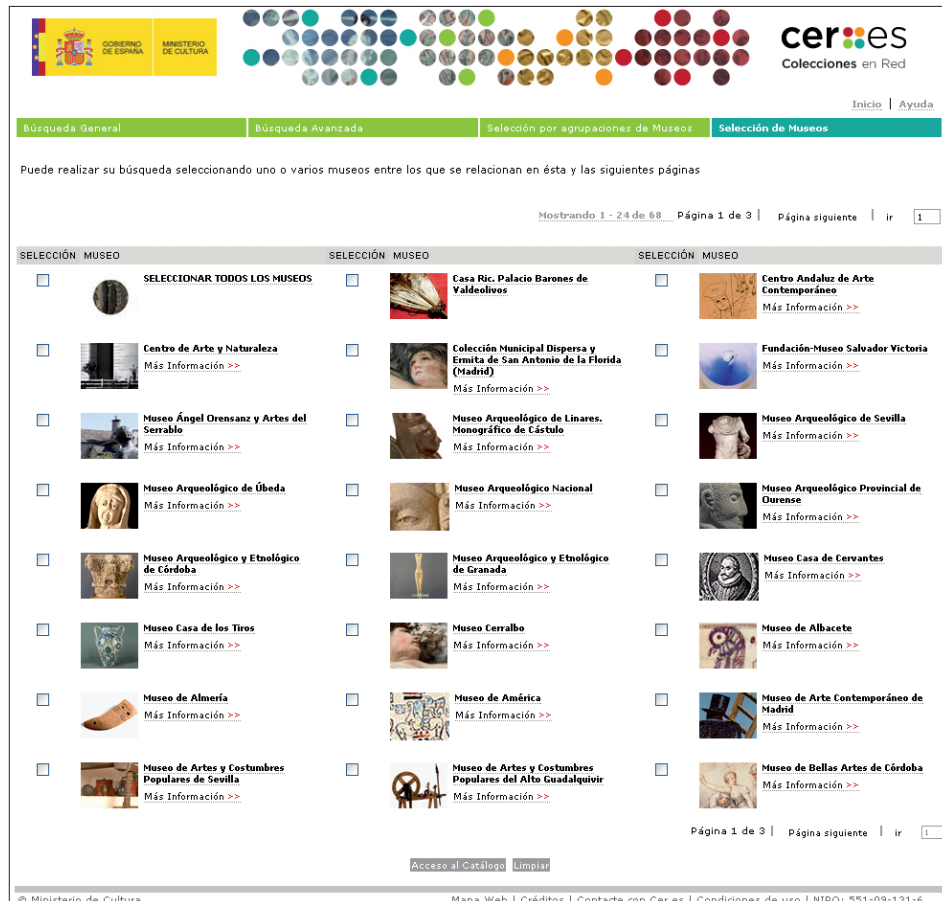 GOBIERNO
DE ESPAÑA
MINISTERIO
DE CULTURA
cer::es
Colecciones en Red
Inicio | Ayuda
Búsqueda General
Búsqueda Avanzada
Selección por agrupaciones de Museos
Selección de Museos
Puede realizar su búsqueda seleccionando uno o varios museos entre los que se relacionan en ésta y las siguientes páginas
Mostrando 1 - 24 de 68 Página 1 de 3 | Página siguiente | ir 1
SELECCIÓN MUSEO SELECCIÓN MUSEO SELECCIÓN MUSEO
SELECCIONAR TODOS LOS MUSEOS
Casa Ric. Palacio Barones de
Valdeolivos
Centro Andaluz de Arte
Contemporáneo
Más Información >>
Centro de Arte y Naturaleza
Más Información >>
Colección Municipal Dispersa y
Ermita de San Antonio de la Florida
(Madrid)
Más Información >>
Fundación-Museo Salvador Victoria
Más Información >>
Museo Ángel Orensanz y Artes del
Serrablo
Más Información >>
Museo Arqueológico de Linares.
Monográfico de Cástulo
Más Información >>
Museo Arqueológico de Sevilla
Más Información >>
Museo Arqueológico de Úbeda
Más Información >>
Museo Arqueológico Nacional
Más Información >>
Museo Arqueológico Provincial de
Ourense
Más Información >>
Museo Arqueológico y Etnológico
de Córdoba
Más Información >>
Museo Arqueológico y Etnológico
de Granada
Más Información >>
Museo Casa de Cervantes
Más Información >>
Museo Casa de los Tiros
Más Información >>
Museo Cerralbo
Más Información >>
Museo de Albacete
Más Información >>
Museo de Almería
Más Información >>
Museo de América
Más Información >>
Museo de Arte Contemporáneo de
Madrid
Más Información >>
Museo de Artes y Costumbres
Populares de Sevilla
Más Información >>
Museo de Artes y Costumbres
Populares del Alto Guadalquivir
Más Información >>
Museo de Bellas Artes de Córdoba
Más Información >>
Página 1 de 3 | Página siguiente | ir 1
Acceso al Catálogo Limpiar
© Ministerio de Cultura
Mapa Web | Créditos | Contacte con Cer.es | Condiciones de uso | NIPO: 551-09-131-6